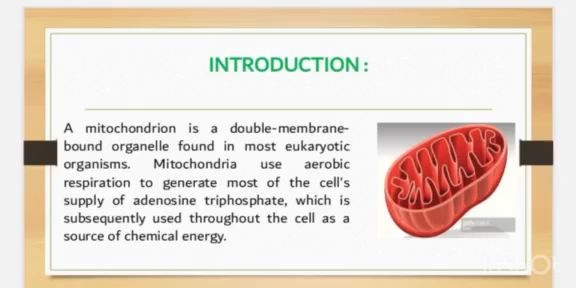 INTRODUCTION :
A mitochondrion is a double-membrane-
bound organelle found in most eukaryotic
organisms. Mitochondria use aerobic
respiration to generate most of the cell's
supply of adenosine triphosphate, which is
subsequently used throughout the cell as a
source of chemical energy.